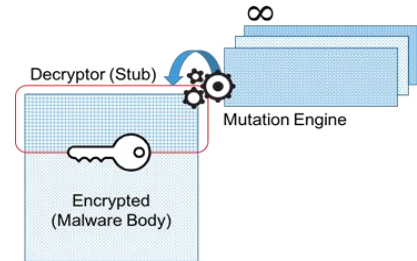 ∞
Decryptor (Stub)
Mutation Engine
Encrypted
(Malware Body)